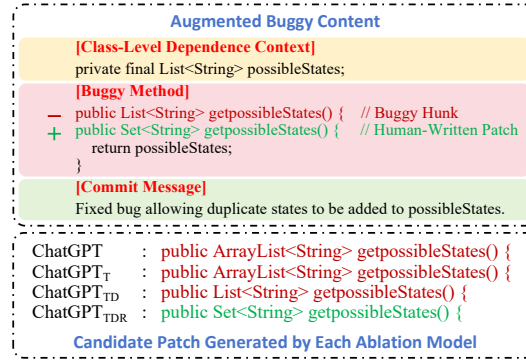 Augmented Buggy Content
[Class-Level Dependence Context]
private final List<String> possibleStates;
[Buggy Method]
− public List<String> getpossibleStates() { // Buggy Hunk
+ public Set<String> getpossibleStates() { // Human-Written Patch
return possibleStates;
}
[Commit Message]
Fixed bug allowing duplicate states to be added to possibleStates.
ChatGPT : public ArrayList<String> getpossibleStates() {
ChatGPT_T : public ArrayList<String> getpossibleStates() {
ChatGPT_TD : public List<String> getpossibleStates() {
ChatGPT_TDR : public Set<String> getpossibleStates() {
Candidate Patch Generated by Each Ablation Model